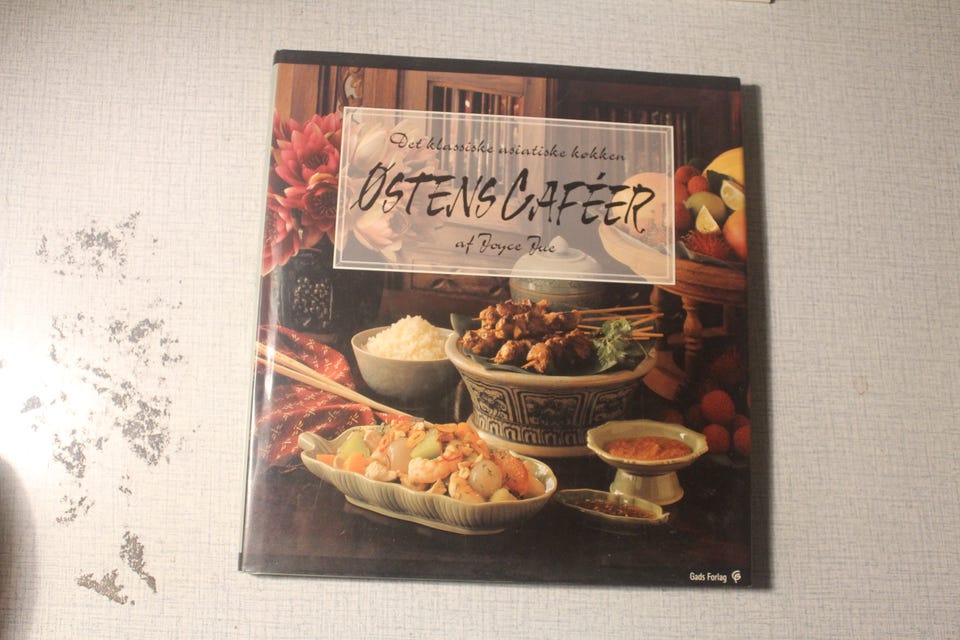 Det klassiske asiatiske køkken
ØSTENS CAFÉER
af Joyce Jue
Gads Forlag